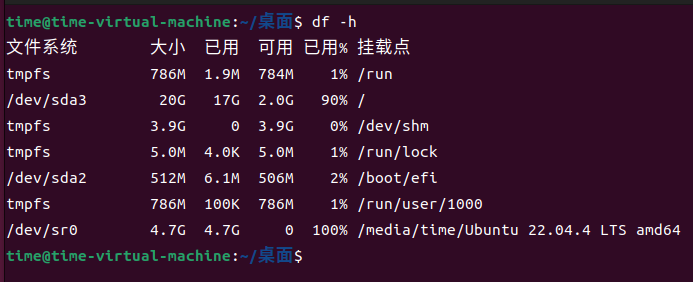 time@time-virtual-machine:~/桌面$ df -h
文件系统 大小 已用 可用 已用% 挂载点
tmpfs 786M 1.9M 784M 1% /run
/dev/sda3 20G 17G 2.0G 90% /
tmpfs 3.9G 0 3.9G 0% /dev/shm
tmpfs 5.0M 4.0K 5.0M 1% /run/lock
/dev/sda2 512M 6.1M 506M 2% /boot/efi
tmpfs 786M 100K 786M 1% /run/user/1000
/dev/sr0 4.7G 4.7G 0 100% /media/time/Ubuntu 22.04.4 LTS amd64
time@time-virtual-machine:~/桌面$